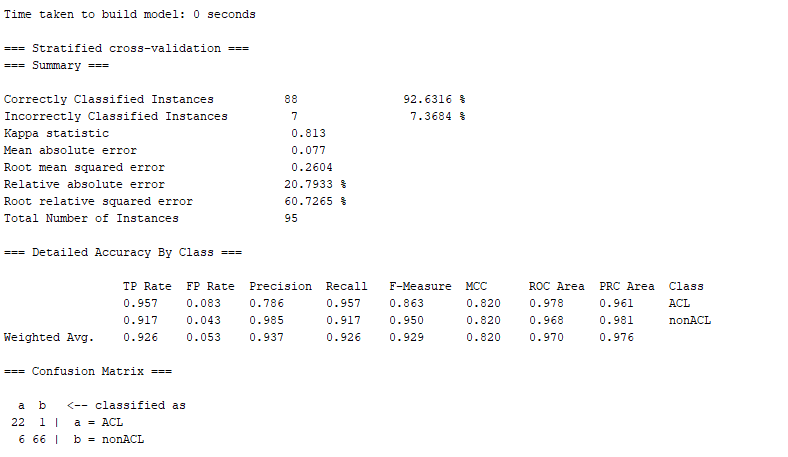 Time taken to build model: 0 seconds
=== Stratified cross-validation ===
=== Summary ===
Correctly Classified Instances 88 92.6316 %
Incorrectly Classified Instances 7 7.3684 %
Kappa statistic 0.813
Mean absolute error 0.077
Root mean squared error 0.2604
Relative absolute error 20.7933 %
Root relative squared error 60.7265 %
Total Number of Instances 95
=== Detailed Accuracy By Class ===
TP Rate FP Rate Precision Recall F-Measure MCC ROC Area PRC Area Class
0.957 0.083 0.786 0.957 0.863 0.820 0.978 0.961 ACL
0.917 0.043 0.985 0.917 0.950 0.820 0.968 0.981 nonACL
Weighted Avg. 0.926 0.053 0.937 0.926 0.929 0.820 0.970 0.976
=== Confusion Matrix ===
a b <-- classified as
22 1 | a = ACL
6 66 | b = nonACL